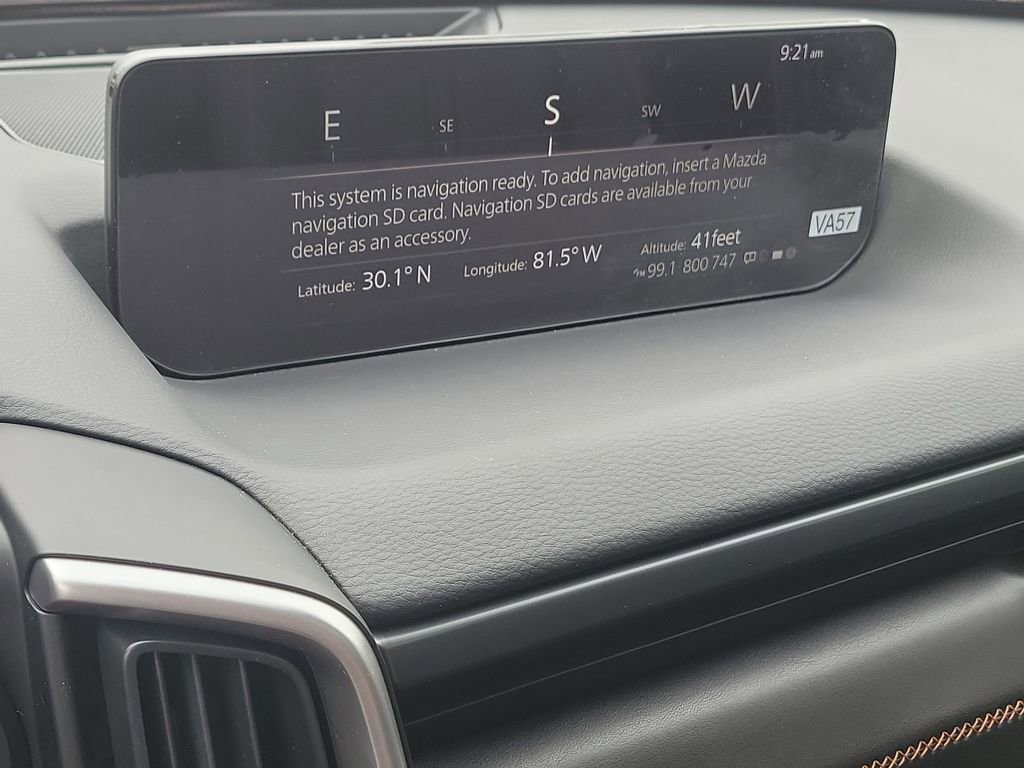 9:21am
E SE S SW W
This system is navigation ready. To add navigation, insert a Mazda
navigation SD card. Navigation SD cards are available from your
dealer as an accessory.
VA57
Latitude: 30.1° N Longitude: 81.5° W Altitude: 41feet
99.1 800 747